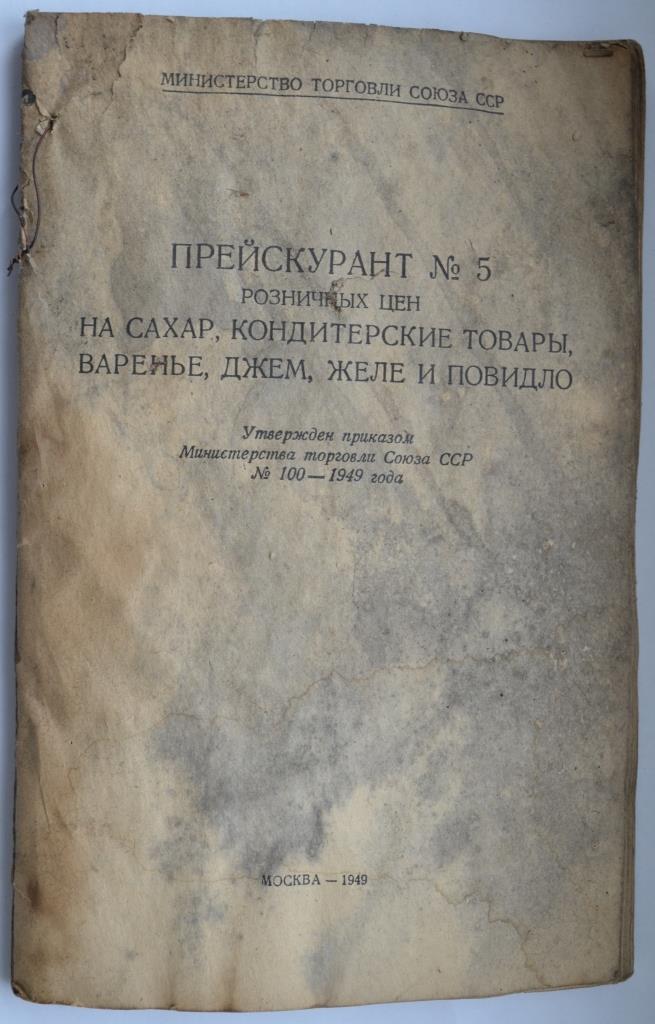 МИНИСТЕРСТВО ТОРГОВЛИ СОЮЗА ССР
ПРЕЙСКУРАНТ № 5
РОЗНИЧНЫХ ЦЕН
НА САХАР, КОНДИТЕРСКИЕ ТОВАРЫ,
ВАРЕНЬЕ, ДЖЕМ, ЖЕЛЕ И ПОВИДЛО
Утвержден приказом
Министерства торговли Союза ССР
№ 100—1949 года
МОСКВА — 1949